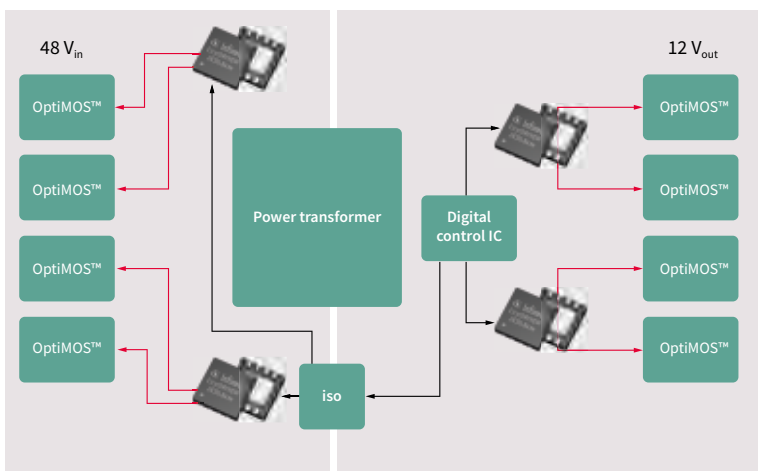 48 Vin
12 Vout
OptiMOS™
OptiMOS™
OptiMOS™
OptiMOS™
Power transformer
Digital
control IC
iso
OptiMOS™
OptiMOS™
OptiMOS™
OptiMOS™